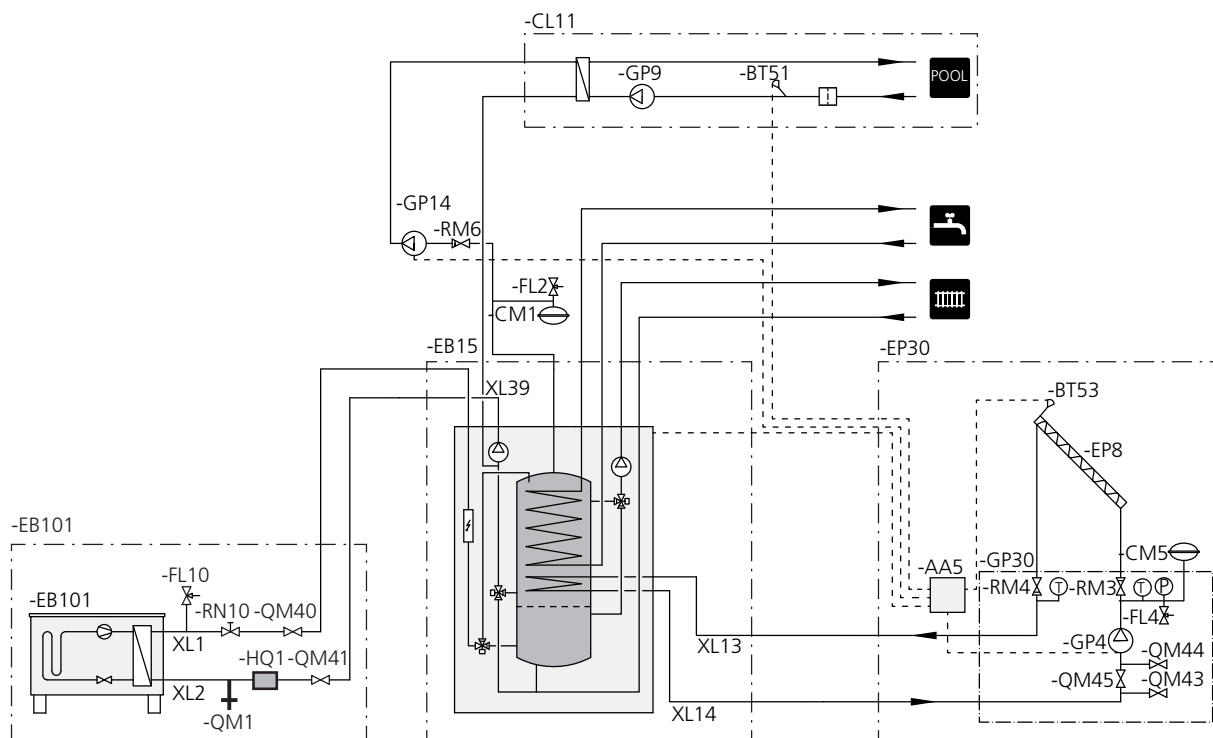 -CL11
-GP9
-BT51
POOL
-GP14
-RM6
-FL2
-CM1
-EB15
-EP30
XL39
-BT53
-EP8
-EB101
-GP30
-CM5
-AA5
-FL10
-RM4
T
-RM3
T
P
-EB101
-RN10
-QM40
-FL4
XL1
XL13
-GP4
-HQ1
-QM41
-QM44
XL2
-QM45
-QM43
-QM1
XL14